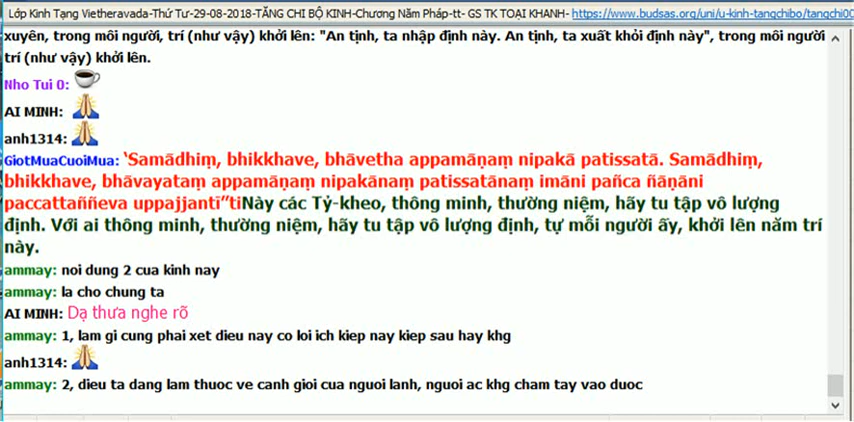 Lớp Kinh Tạng Vietheravada-Thứ Tư-29-08-2018-TĂNG CHI BỘ KINH-Chương Năm Pháp-tt- GS TK TOẠI KHANH- https://www.budsas.org/uni/u-kinh-tangchibo/tangchi00
xuyên, trong mỗi người, trí (như vậy) khởi lên: "An tịnh, ta nhập định này. An tịnh, ta xuất khỏi định này", trong mỗi người
trí (như vậy) khởi lên.
Nho Tui 0:
AI MINH:
anh1314:
GiotMuaCuoiMua: ‘Samādhiṃ, bhikkhave, bhāvetha appamāṇaṃ nipakā patissatā. Samādhiṃ,
bhikkhave, bhāvayataṃ appamāṇaṃ nipakānaṃ patissatānaṃ imāni pañca ñāṇāni
paccattaññeva uppajjantī”tiNày các Tỷ-kheo, thông minh, thường niệm, hãy tu tập vô lượng
định. Với ai thông minh, thường niệm, hãy tu tập vô lượng định, tự mỗi người ấy, khởi lên năm trí
này.
ammay: noi dung 2 cua kinh nay
ammay: la cho chung ta
AI MINH: Dạ thưa nghe rõ
ammay: 1, lam gi cung phai xet dieu nay co loi ich kiep nay kiep sau hay khg
anh1314:
ammay: 2, dieu ta dang lam thuoc ve canh gioi cua nguoi lanh, nguoi ac khg cham tay vao duoc